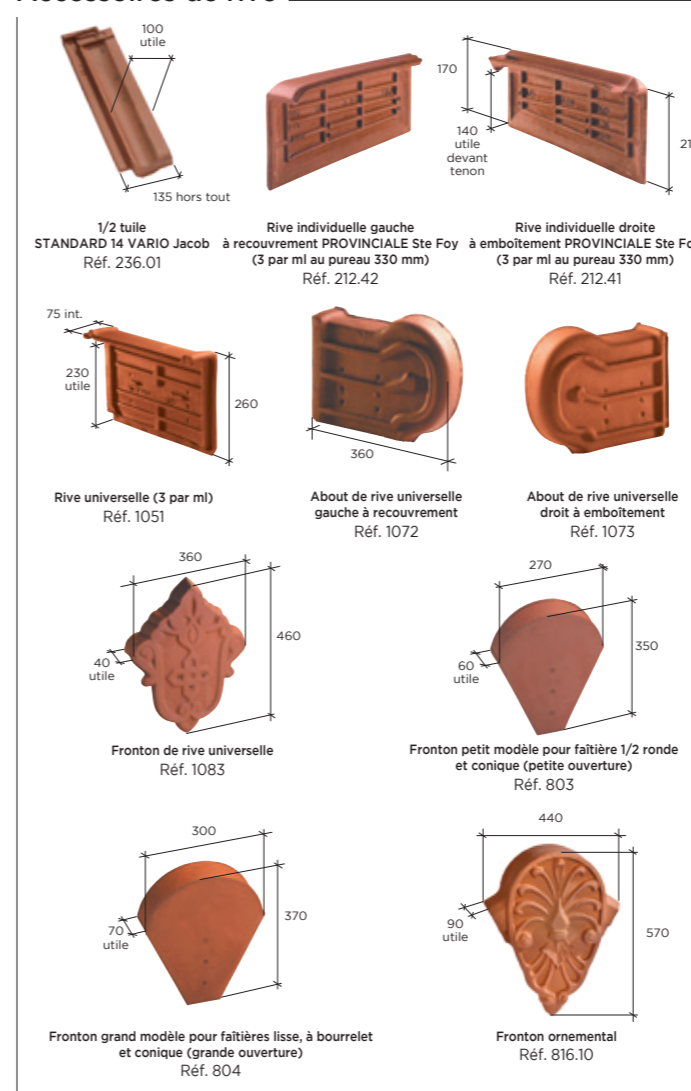 100
utile
135 hors tout
1/2 tuile
STANDARD 14 VARIO Jacob
Réf. 236.01
Rive individuelle gauche
à recouvrement PROVINCIALE Ste Foy
(3 par ml au pureau 330 mm)
Réf. 212.42
170
140
utile
devant
tenon
Rive individuelle droite
à emboîtement PROVINCIALE Ste
(3 par ml au pureau 330 mm)
Réf. 212.41
75 int.
230
utile
260
Rive universelle (3 par ml)
Réf. 1051
360
About de rive universelle
gauche à recouvrement
Réf. 1072
About de rive universelle
droit à emboîtement
Réf. 1073
360
460
40
utile
Fronton de rive universelle
Réf. 1083
270
350
60
utile
Fronton petit modèle pour faîtière 1/2 ronde
et conique (petite ouverture)
Réf. 803
300
370
70
utile
Fronton grand modèle pour faîtières lisse, à bourrelet
et conique (grande ouverture)
Réf. 804
440
570
90
utile
Fronton ornemental
Réf. 816.10